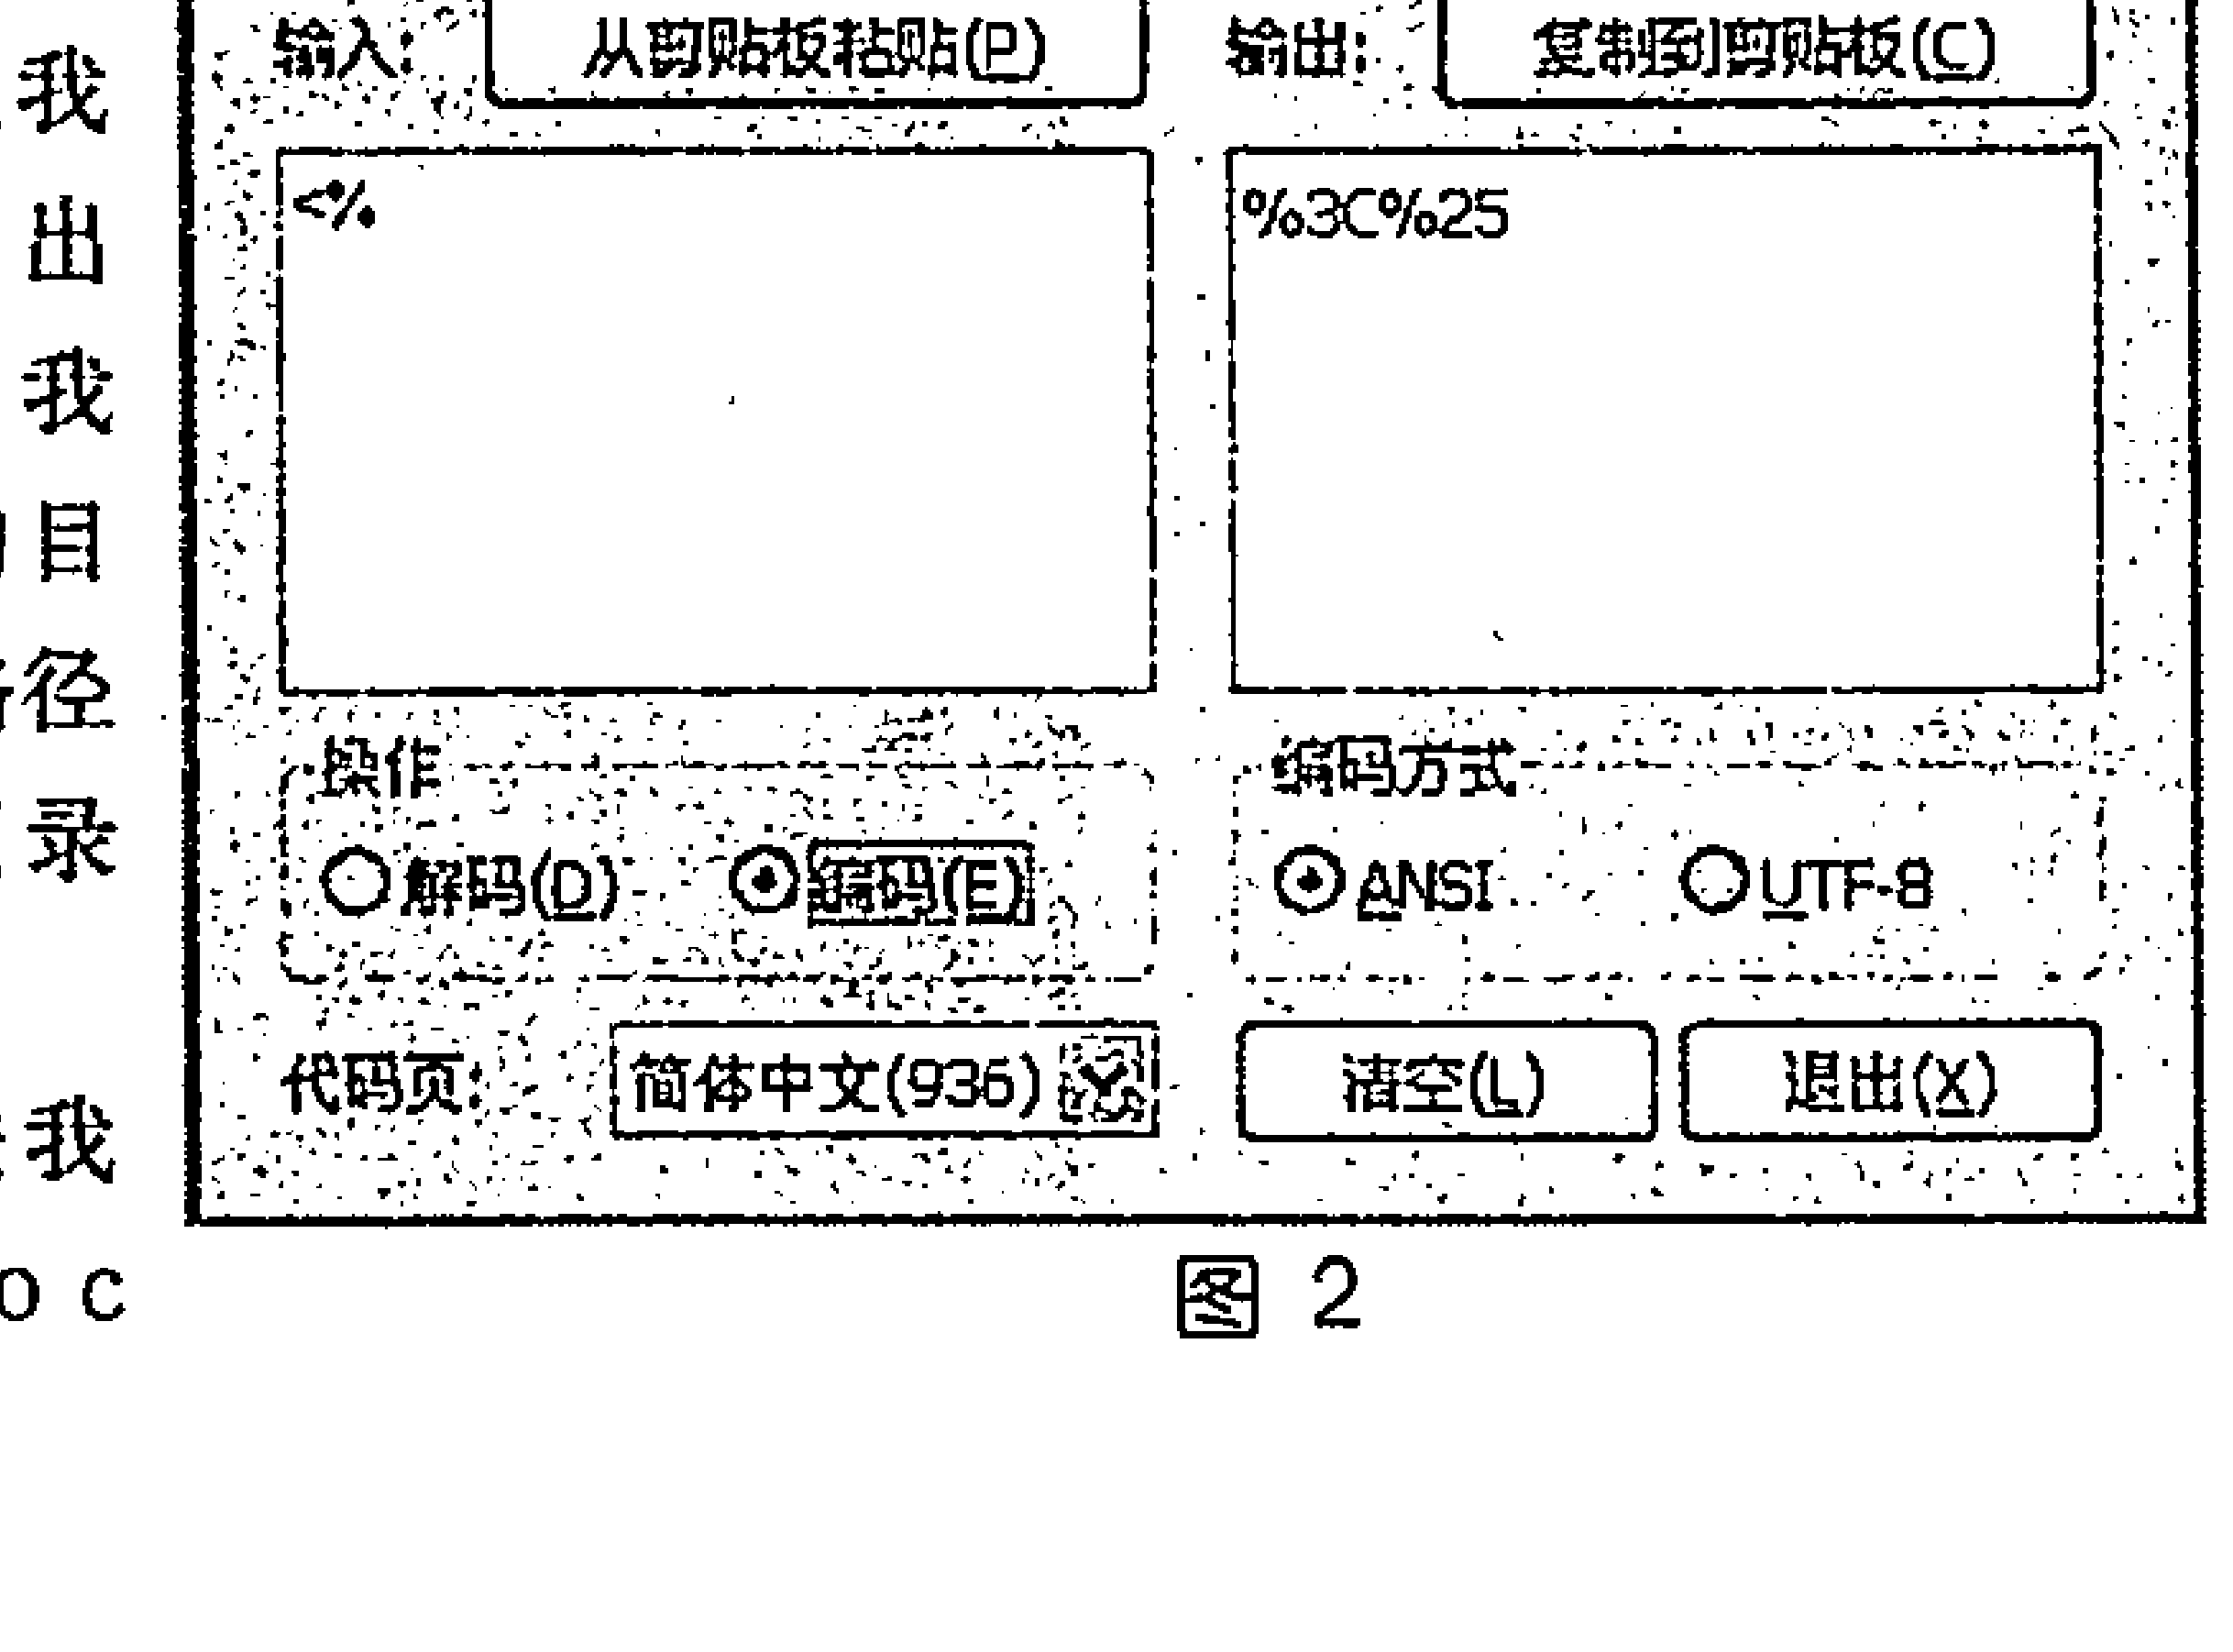 我
出
我
目
径
录
我
o c
输入: 从剪贴板粘贴(P) 输出: 复制到剪贴板(C)
<% %3C%25
操作 编码方式
解码(D) 编码(E) ANSI UTF-8
代码页: 简体中文(936) 清空(L) 退出(X)
图 2